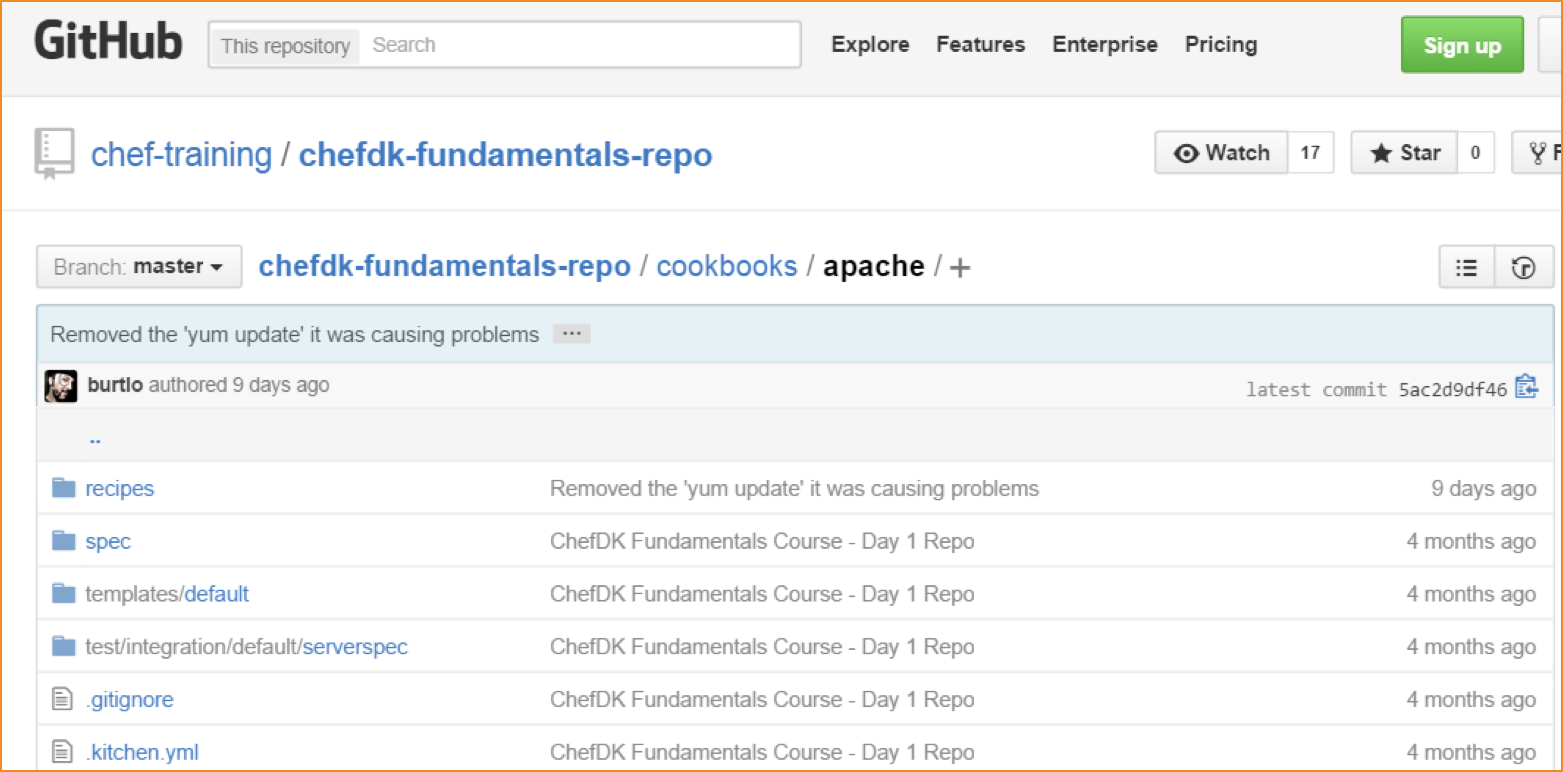 GitHub This repository Search Explore Features Enterprise Pricing Sign up
chef-training / chefdk-fundamentals-repo Watch 17 Star 0 F
Branch: master chefdk-fundamentals-repo / cookbooks / apache / +
Removed the 'yum update' it was causing problems ...
burtlo authored 9 days ago latest commit 5ac2d9df46
..
recipes Removed the 'yum update' it was causing problems 9 days ago
spec ChefDK Fundamentals Course - Day 1 Repo 4 months ago
templates/default ChefDK Fundamentals Course - Day 1 Repo 4 months ago
test/integration/default/serverspec ChefDK Fundamentals Course - Day 1 Repo 4 months ago
.gitignore ChefDK Fundamentals Course - Day 1 Repo 4 months ago
.kitchen.yml ChefDK Fundamentals Course - Day 1 Repo 4 months ago